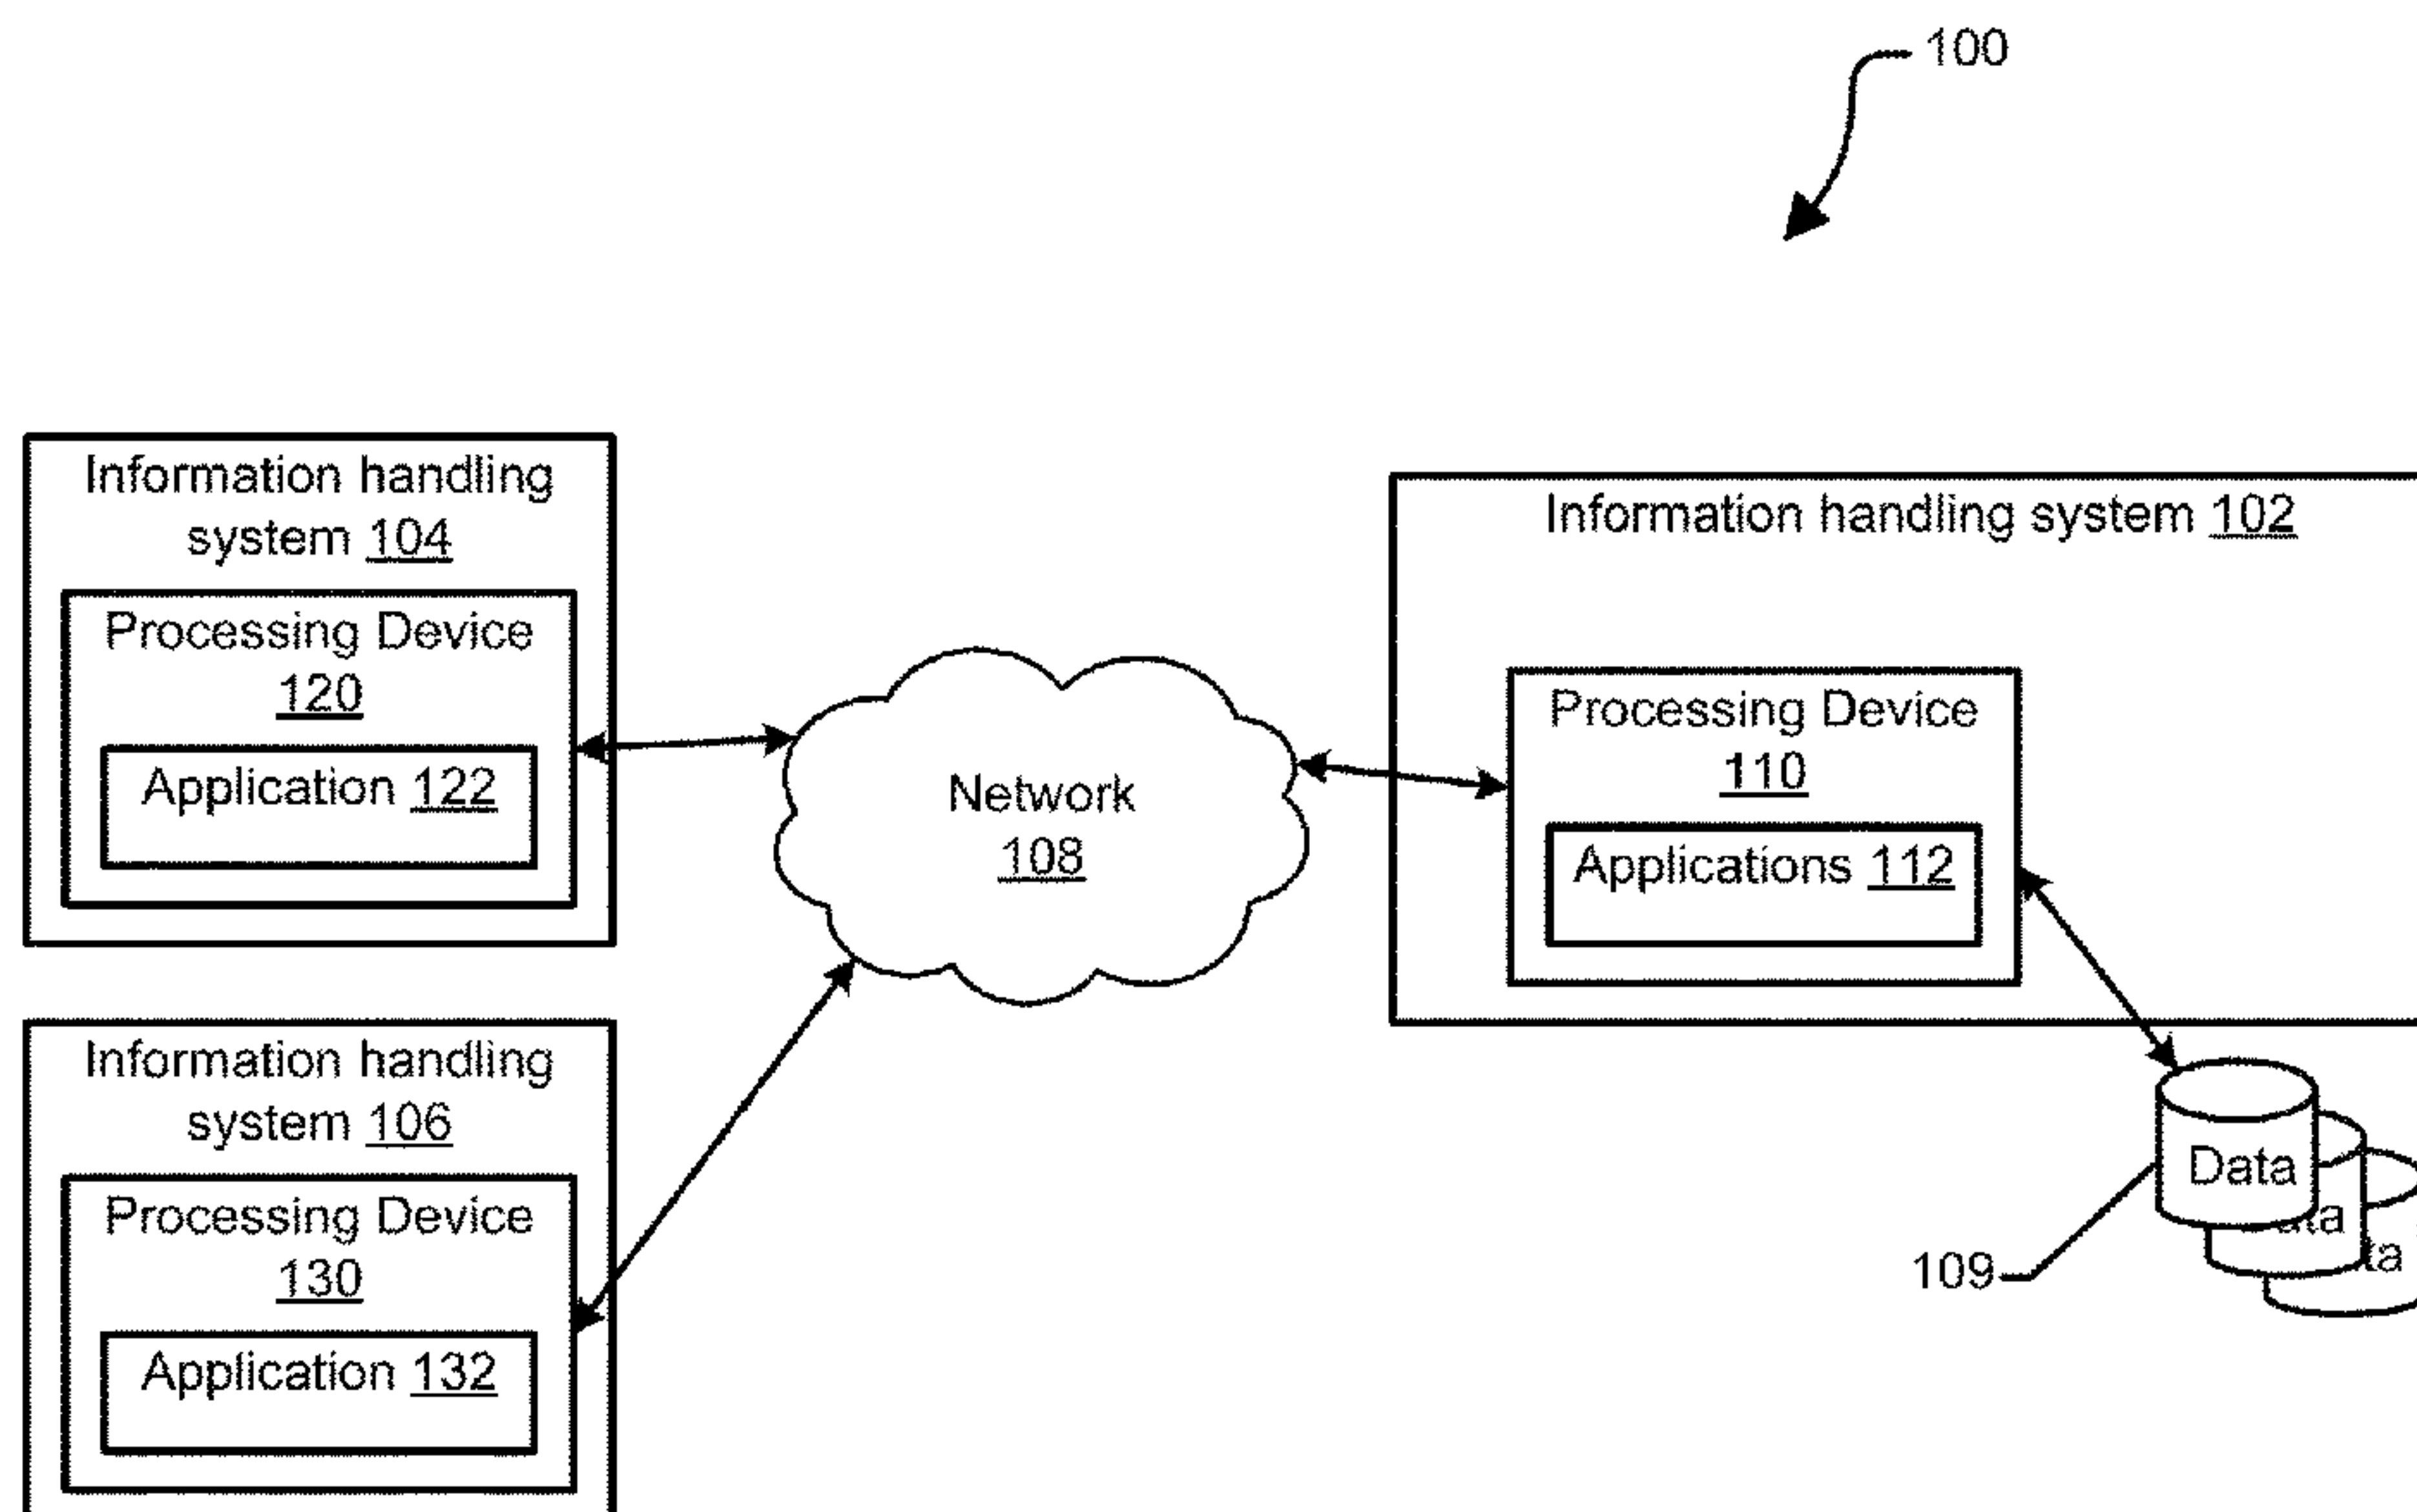 100
Information handling
system 104
Processing Device
120
Application 122
Information handling system 102
Processing Device
110
Applications 112
Network
108
Information handling
system 106
Processing Device
130
Application 132
Data
109